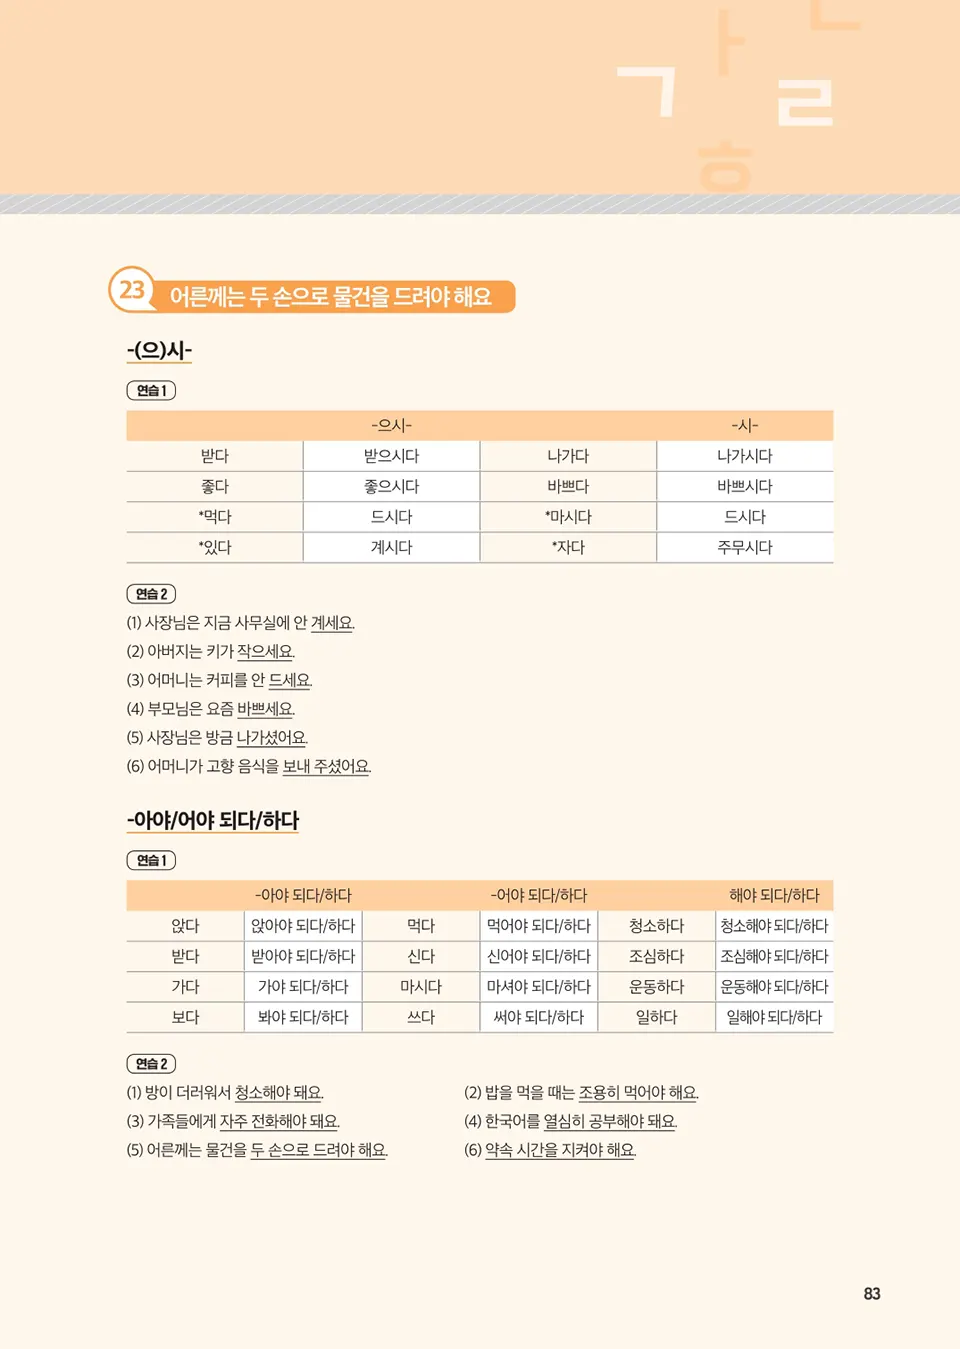 ㄱ ㅏ ㄴ ㄹ ㅎ
23 어른께는 두 손으로 물건을 드려야 해요
-(으)시-
연습 1
-으시- -시-
받다 받으시다 나가다 나가시다
좋다 좋으시다 바쁘다 바쁘시다
*먹다 드시다 *마시다 드시다
*있다 계시다 *자다 주무시다
연습 2
(1) 사장님은 지금 사무실에 안 계세요.
(2) 아버지는 키가 작으세요.
(3) 어머니는 커피를 안 드세요.
(4) 부모님은 요즘 바쁘세요.
(5) 사장님은 방금 나가셨어요.
(6) 어머니가 고향 음식을 보내 주셨어요.
-아야/어야 되다/하다
연습 1
-아야 되다/하다 -어야 되다/하다 해야 되다/하다
앉다 앉아야 되다/하다 먹다 먹어야 되다/하다 청소하다 청소해야 되다/하다
받다 받아야 되다/하다 신다 신어야 되다/하다 조심하다 조심해야 되다/하다
가다 가야 되다/하다 마시다 마셔야 되다/하다 운동하다 운동해야 되다/하다
보다 봐야 되다/하다 쓰다 써야 되다/하다 일하다 일해야 되다/하다
연습 2
(1) 방이 더러워서 청소해야 돼요. (2) 밥을 먹을 때는 조용히 먹어야 해요.
(3) 가족들에게 자주 전화해야 돼요. (4) 한국어를 열심히 공부해야 돼요.
(5) 어른께는 물건을 두 손으로 드려야 해요. (6) 약속 시간을 지켜야 해요.
83